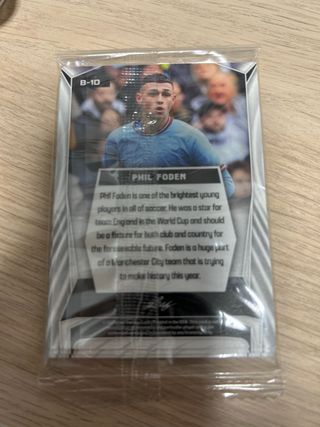 B-10
PHIL FODEN
Phil Foden is one of the brightest young
players in all of soccer. He was a star for
team England in the World Cup and should
be a fixture for both club and country for
the foreseeable future. Foden is a huge part
of a Manchester City team that is trying
to make history this year.